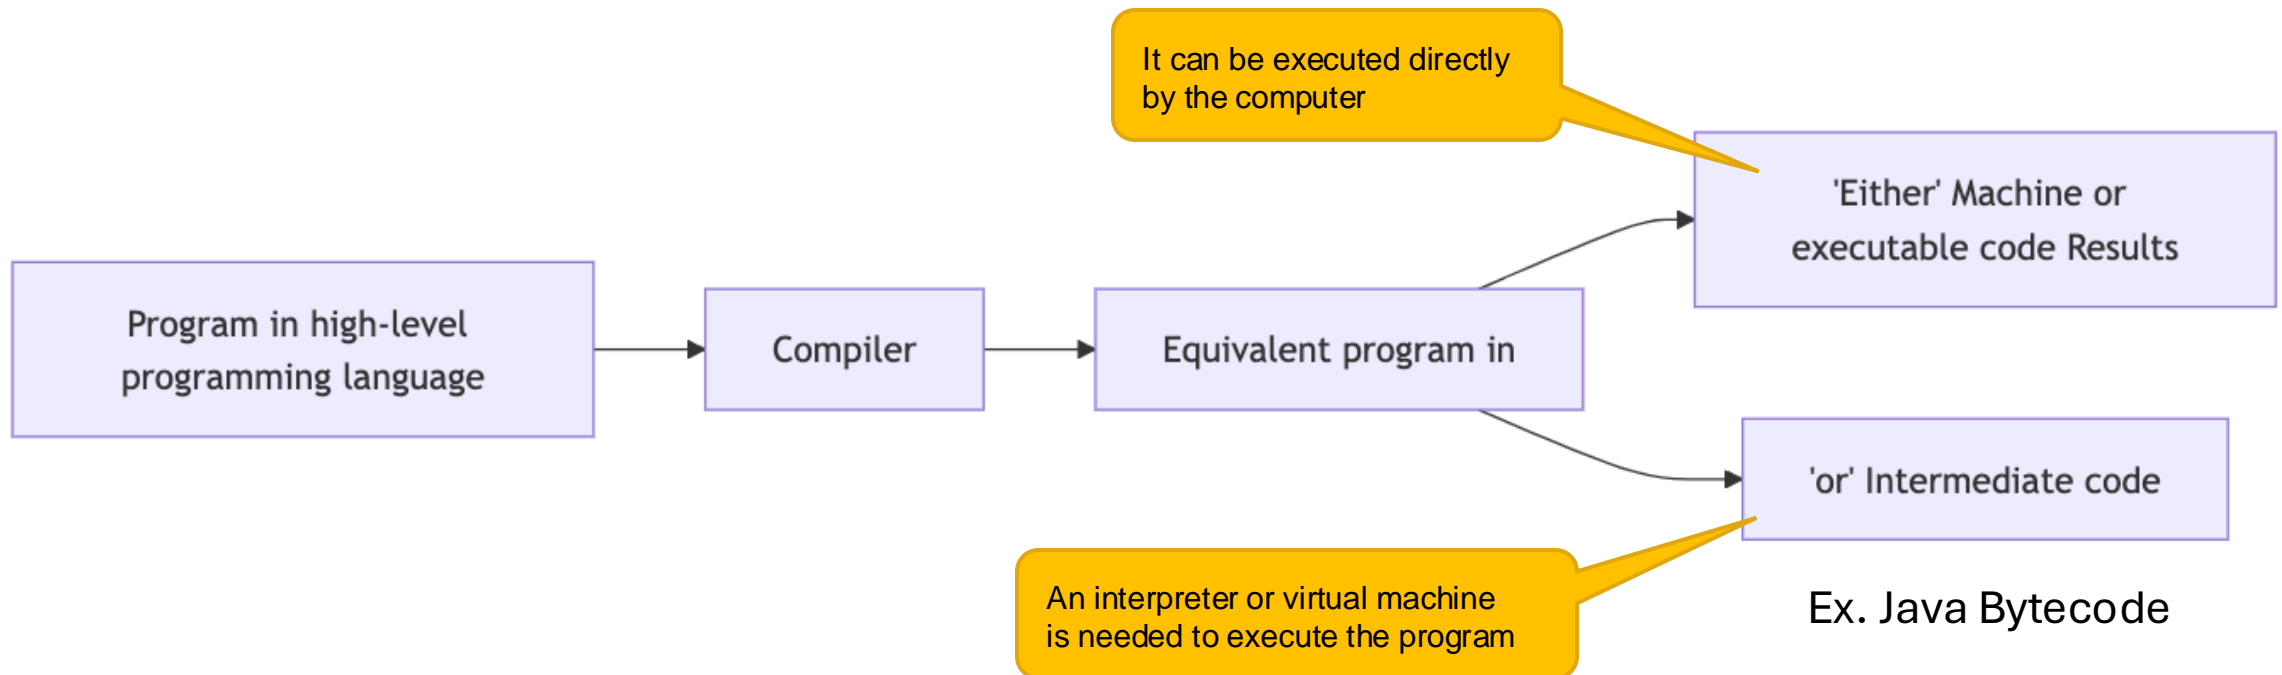 It can be executed directly
by the computer
'Either' Machine or
executable code Results
Program in high-level
programming language
Compiler
Equivalent program in
'or' Intermediate code
An interpreter or virtual machine
is needed to execute the program
Ex. Java Bytecode